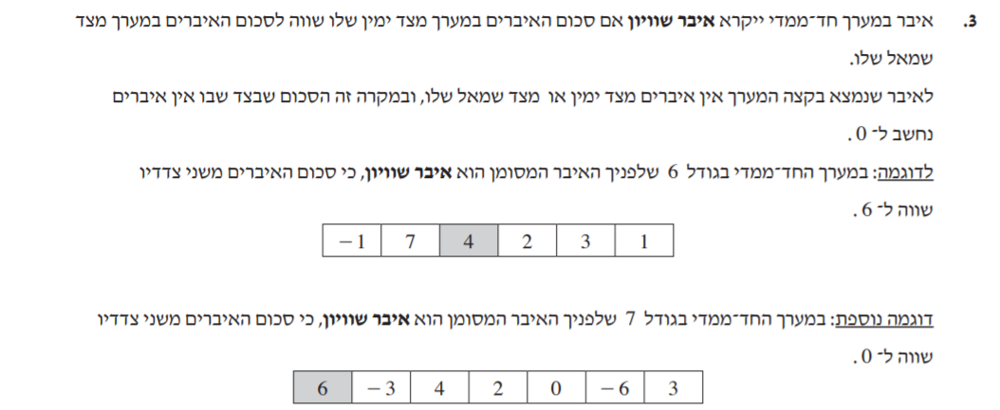 3. איבר במערך חד־ממדי ייקרא איבר שוויון אם סכום האיברים במערך מצד ימין שלו שווה לסכום האיברים במערך מצד
שמאל שלו.
לאיבר שנמצא בקצה המערך אין איברים מצד ימין או מצד שמאל שלו, ובמקרה זה הסכום שבצד שבו אין איברים
נחשב ל־ 0 .
לדוגמה: במערך החד־ממדי בגודל 6 שלפניך האיבר המסומן הוא איבר שוויון, כי סכום האיברים משני צדדיו
שווה ל־ 6 .
−1 7 4 2 3 1
דוגמה נוספת: במערך החד־ממדי בגודל 7 שלפניך האיבר המסומן הוא איבר שוויון, כי סכום האיברים משני צדדיו
שווה ל־ 0 .
6 −3 4 2 0 −6 3